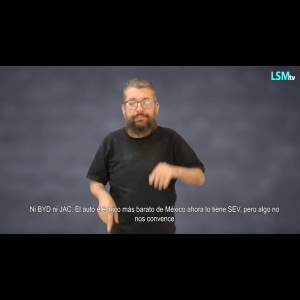 LSMtv
Ni BYD ni JAC. El auto eléctrico más barato de México ahora lo tiene SEV, pero algo no
nos convence